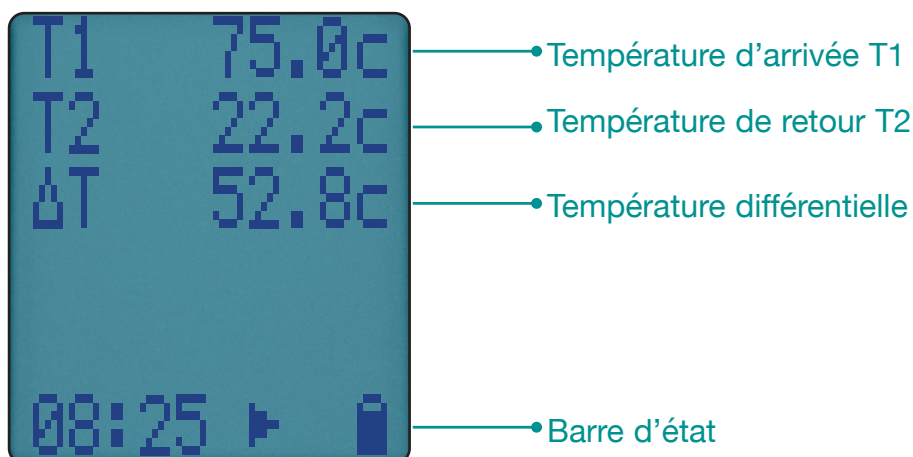 T1 75.0c
Température d’arrivée T1
T2 22.2c
Température de retour T2
ΔT 52.8c
Température différentielle
08:25
Barre d’état